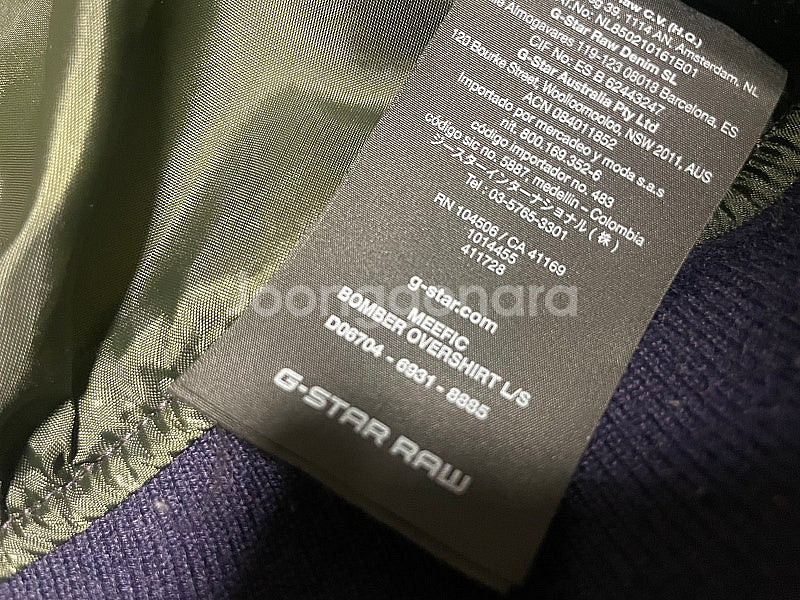 Raw C.V. (H.Q.)
39, 1114 AN, Amsterdam, NL
No: NL850210161B01
G-Star Raw Denim SL
Almogavares 119-123 08018 Barcelona, ES
CIF No: ES B 62443247
G-Star Australia Pty Ltd
120 Bourke Street, Woolloomooloo, NSW 2011, AUS
ACN 084011852
Importado por mercadeo y moda s.a.s
nit. 800.169.352-6
código importador no. 483
código sic no. 5887. medellin – Colombia
ジースターインターナショナル (株)
Tel : 03-5765-3301
RN 104506 / CA 41169
1014455
411728
g-star.com
MEEFIC
BOMBER OVERSHIRT L/S
D06704 - 6931 - 8885
G-STAR RAW
joongaonara